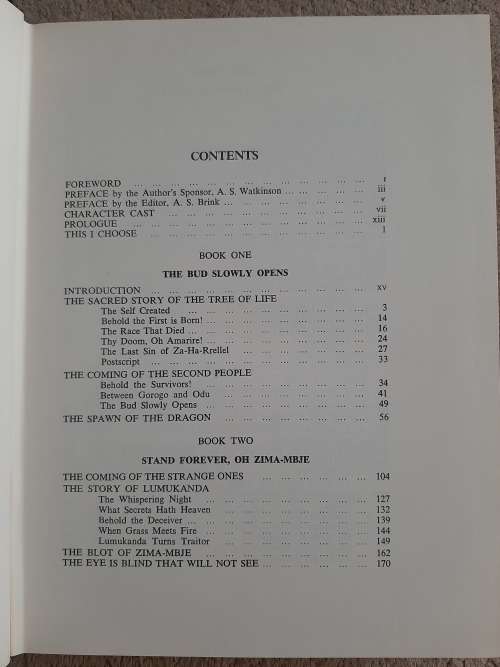 CONTENTS
FOREWORD ... ... ... ... ... ... ... ... ... ... ... ... i
PREFACE by the Author's Sponsor, A. S. Watkinson ... ... ... ... ... iii
PREFACE by the Editor, A. S. Brink ... ... ... ... ... ... ... ... v
CHARACTER CAST ... ... ... ... ... ... ... ... ... ... vii
PROLOGUE ... ... ... ... ... ... ... ... ... ... ... ... xiii
THIS I CHOOSE ... ... ... ... ... ... ... ... ... ... ... 1
BOOK ONE
THE BUD SLOWLY OPENS
INTRODUCTION ... ... ... ... ... ... ... ... ... ... ... xv
THE SACRED STORY OF THE TREE OF LIFE
The Self Created ... ... ... ... ... ... ... ... ... 3
Behold the First is Born! ... ... ... ... ... ... ... ... 14
The Race That Died ... ... ... ... ... ... ... ... ... 16
Thy Doom, Oh Amarire! ... ... ... ... ... ... ... ... 24
The Last Sin of Za-Ha-Rrellel ... ... ... ... ... ... ... 27
Postscript ... ... ... ... ... ... ... ... ... ... ... 33
THE COMING OF THE SECOND PEOPLE
Behold the Survivors! ... ... ... ... ... ... ... ... 34
Between Gorogo and Odu ... ... ... ... ... ... ... 41
The Bud Slowly Opens ... ... ... ... ... ... ... ... 49
THE SPAWN OF THE DRAGON ... ... ... ... ... ... ... 56
BOOK TWO
STAND FOREVER, OH ZIMA-MBJE
THE COMING OF THE STRANGE ONES ... ... ... ... ... ... 104
THE STORY OF LUMUKANDA
The Whispering Night ... ... ... ... ... ... ... ... 127
What Secrets Hath Heaven ... ... ... ... ... ... ... 132
Behold the Deceiver ... ... ... ... ... ... ... ... ... 139
When Grass Meets Fire ... ... ... ... ... ... ... ... 144
Lumukanda Turns Traitor ... ... ... ... ... ... ... 149
THE BLOT OF ZIMA-MBJE ... ... ... ... ... ... ... ... 162
THE EYE IS BLIND THAT WILL NOT SEE ... ... ... ... ... ... 170